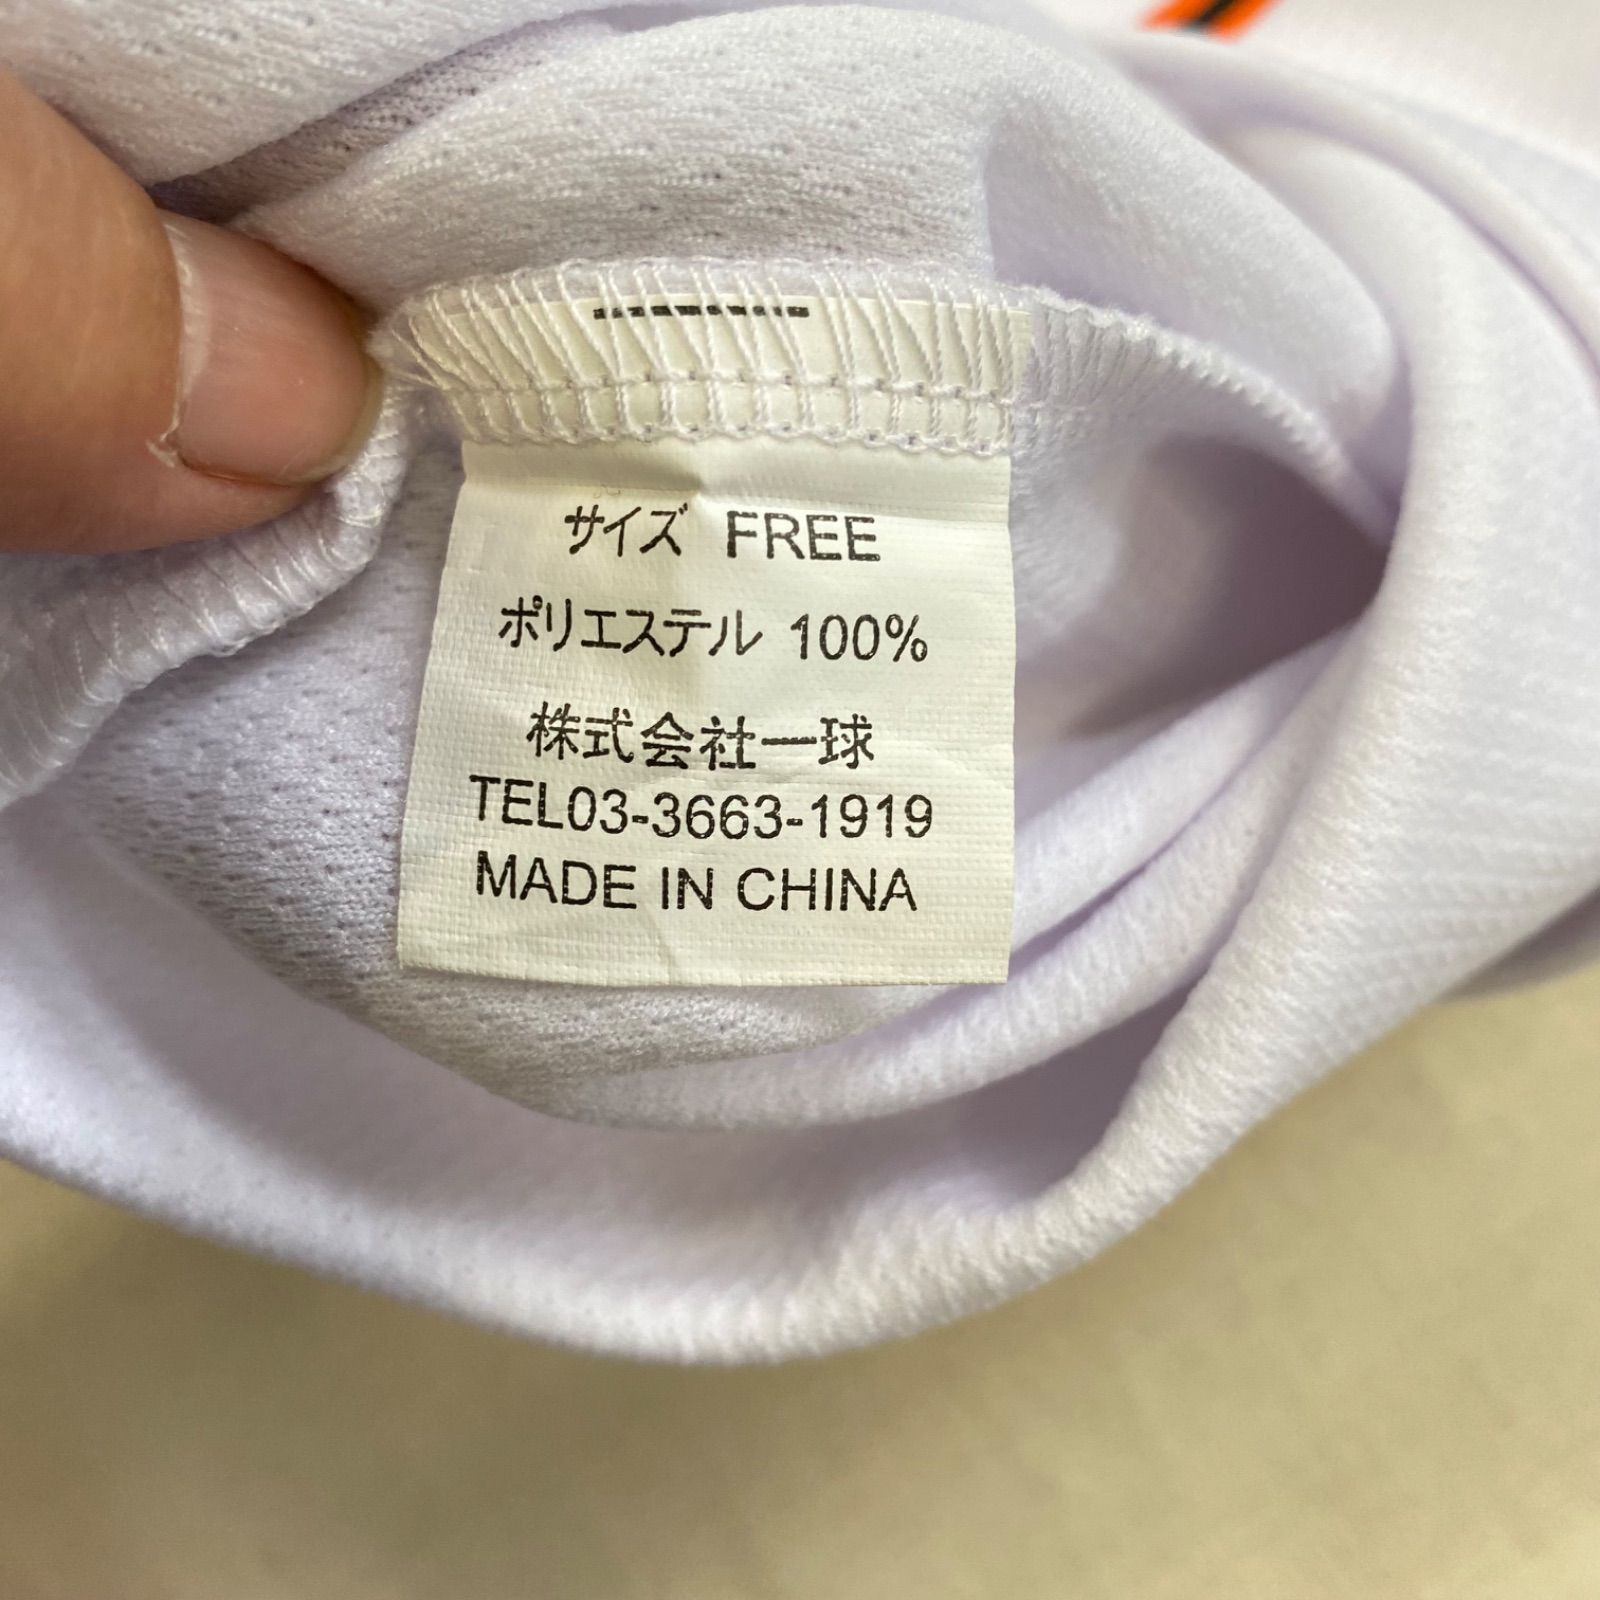 サイズ FREE
ポリエステル 100%
株式会社一球
TEL03-3663-1919
MADE IN CHINA